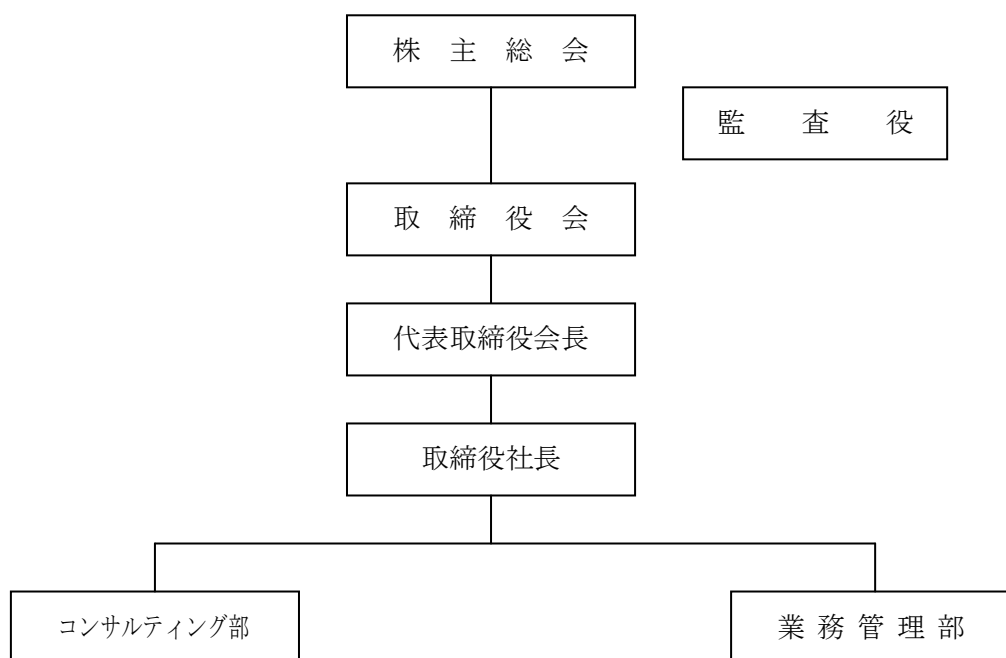 株主総会
監査役
取締役会
代表取締役会長
取締役社長
コンサルティング部
業務管理部